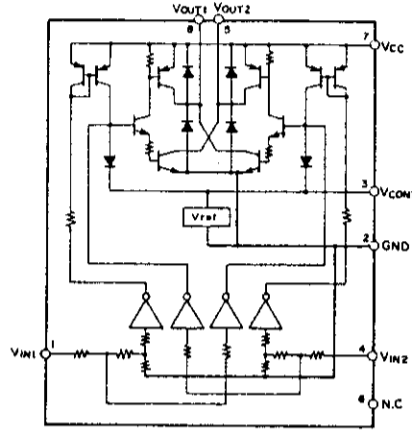 VOUT1 VOUT2
8 5
7 VCC
3 VCONT
Vref
2 GND
VIN1 1
4 VIN2
6 N.C